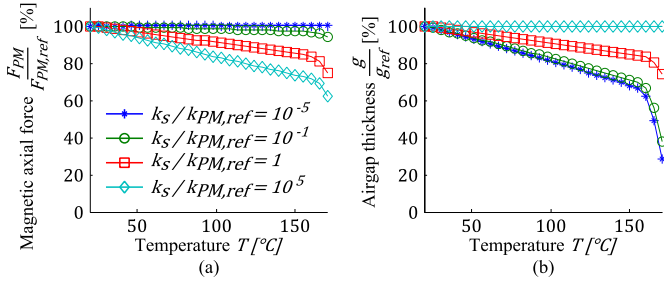 Magnetic axial force F_PM / F_PM,ref [%]
100
80
60
40
20
0
k_s / k_PM,ref = 10^-5
k_s / k_PM,ref = 10^-1
k_s / k_PM,ref = 1
k_s / k_PM,ref = 10^5
50 100 150
Temperature T [°C]
(a)
Airgap thickness g / g_ref [%]
100
80
60
40
20
0
50 100 150
Temperature T [°C]
(b)